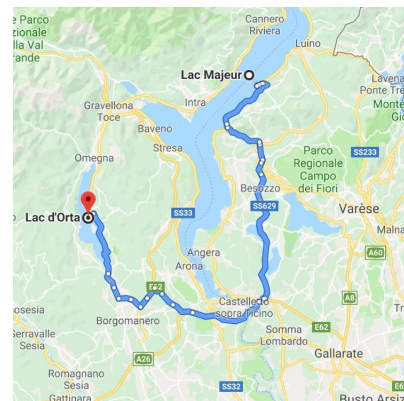 e Parco
zionale
lla Val
rande
Cannero
Riviera
Luino
Lac Majeur
Lavena
Ponte Tre
Gravellona
Toce
Intra
Baveno
Stresa
Omegna
Parco
Regionale
Campo
dei Fiori
SS233
Monte
Gio
Besozzo
Lac d'Orta
SS33
SS629
Varèse
Malna
A60
Angera
Arona
E62
Castelletto
sopra Ticino
A8
osesia
Borgomanero
Somma
Lombardo
E62
Serravalle
Sesia
A26
Gallarate
Romagnano
Sesia
Gattinara
SS32
E6
Busto Arsiz